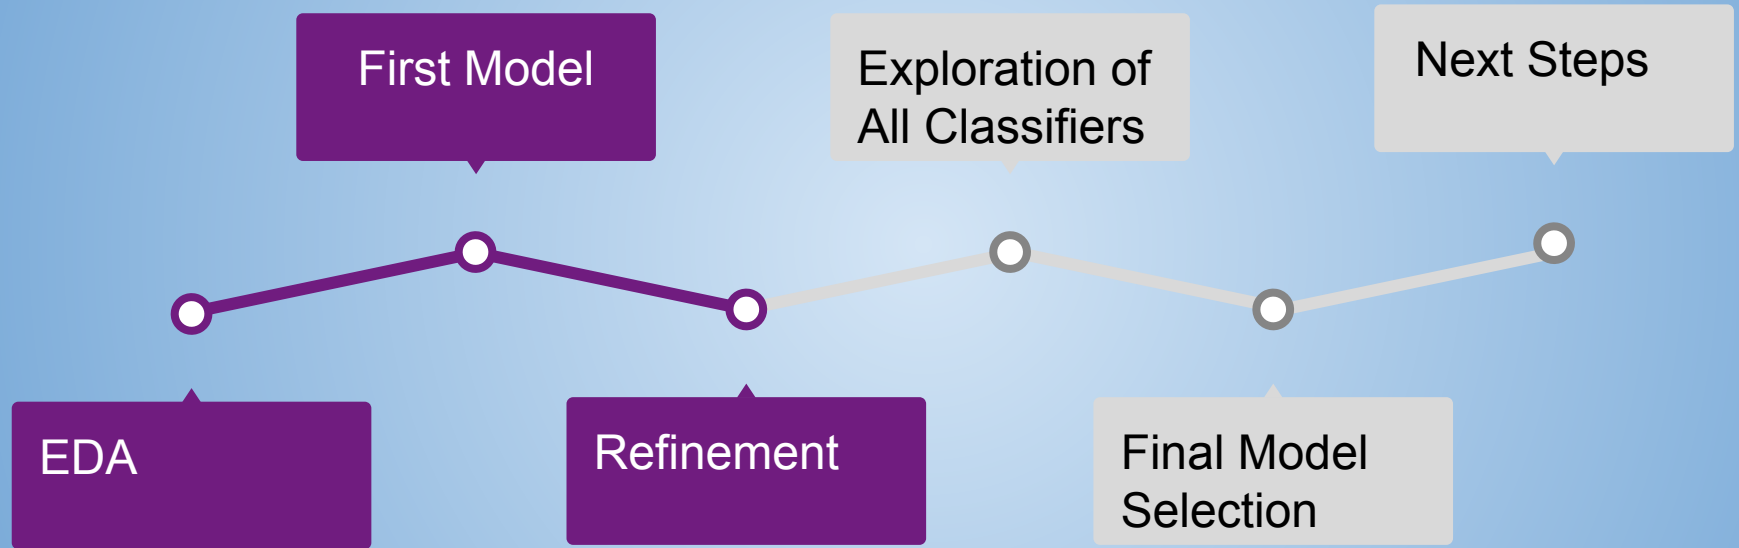 First Model
Exploration of
All Classifiers
Next Steps
EDA
Refinement
Final Model
Selection